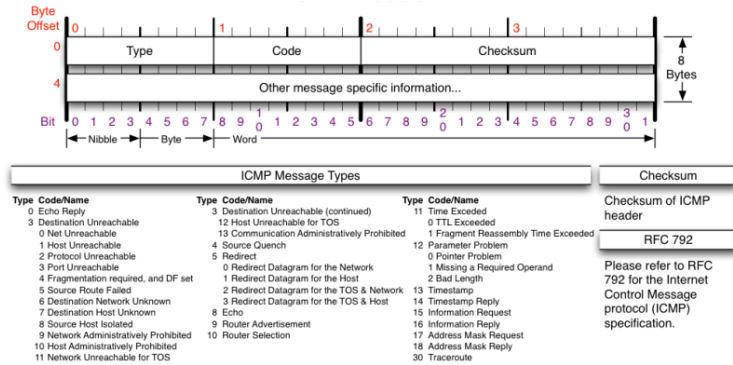 Byte
Offset 0 1 2 3
0 Type Code Checksum
8
Bytes
4 Other message specific information...
Bit 0 1 2 3 4 5 6 7 8 9 10 1 2 3 4 5 6 7 8 9 20 1 2 3 4 5 6 7 8 9 30 1
Nibble Byte Word
ICMP Message Types
Type Code/Name
0 Echo Reply
3 Destination Unreachable
0 Net Unreachable
1 Host Unreachable
2 Protocol Unreachable
3 Port Unreachable
4 Fragmentation required, and DF set
5 Source Route Failed
6 Destination Network Unknown
7 Destination Host Unknown
8 Source Host Isolated
9 Network Administratively Prohibited
10 Host Administratively Prohibited
11 Network Unreachable for TOS
Type Code/Name
3 Destination Unreachable (continued)
12 Host Unreachable for TOS
13 Communication Administratively Prohibited
4 Source Quench
5 Redirect
0 Redirect Datagram for the Network
1 Redirect Datagram for the Host
2 Redirect Datagram for the TOS & Network
3 Redirect Datagram for the TOS & Host
8 Echo
9 Router Advertisement
10 Router Selection
Type Code/Name
11 Time Exceded
0 TTL Exceeded
1 Fragment Reassembly Time Exceeded
12 Parameter Problem
0 Pointer Problem
1 Missing a Required Operand
2 Bad Length
13 Timestamp
14 Timestamp Reply
15 Information Request
16 Information Reply
17 Address Mask Request
18 Address Mask Reply
30 Traceroute
Checksum
Checksum of ICMP
header
RFC 792
Please refer to RFC
792 for the Internet
Control Message
protocol (ICMP)
specification.